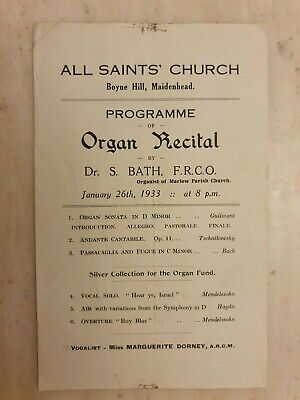 ALL SAINTS' CHURCH
Boyne Hill, Maidenhead.
PROGRAMME
OF
Organ Recital
BY
Dr. S. BATH, F.R.C.O.
Organist of Marlow Parish Church.
January 26th, 1933 :: at 8 p.m.
1. ORGAN SONATA IN D MINOR .. .. Guilmant
INTRODUCTION. ALLEGRO. PASTORALE. FINALE.
2. ANDANTE CANTABILE. Op. 11. .. Tschaikowsky
3. PASSACAGLIA AND FUGUE IN C MINOR .. Bach
Silver Collection for the Organ Fund.
4. VOCAL SOLO. "Hear ye, Israel" .. Mendelssohn
5. AIR with variations from the Symphony in D Haydn
6. OVERTURE "Ruy Blas" .. Mendelssohn
VOCALIST - Miss MARGUERITE DORNEY, A.R.C.M.